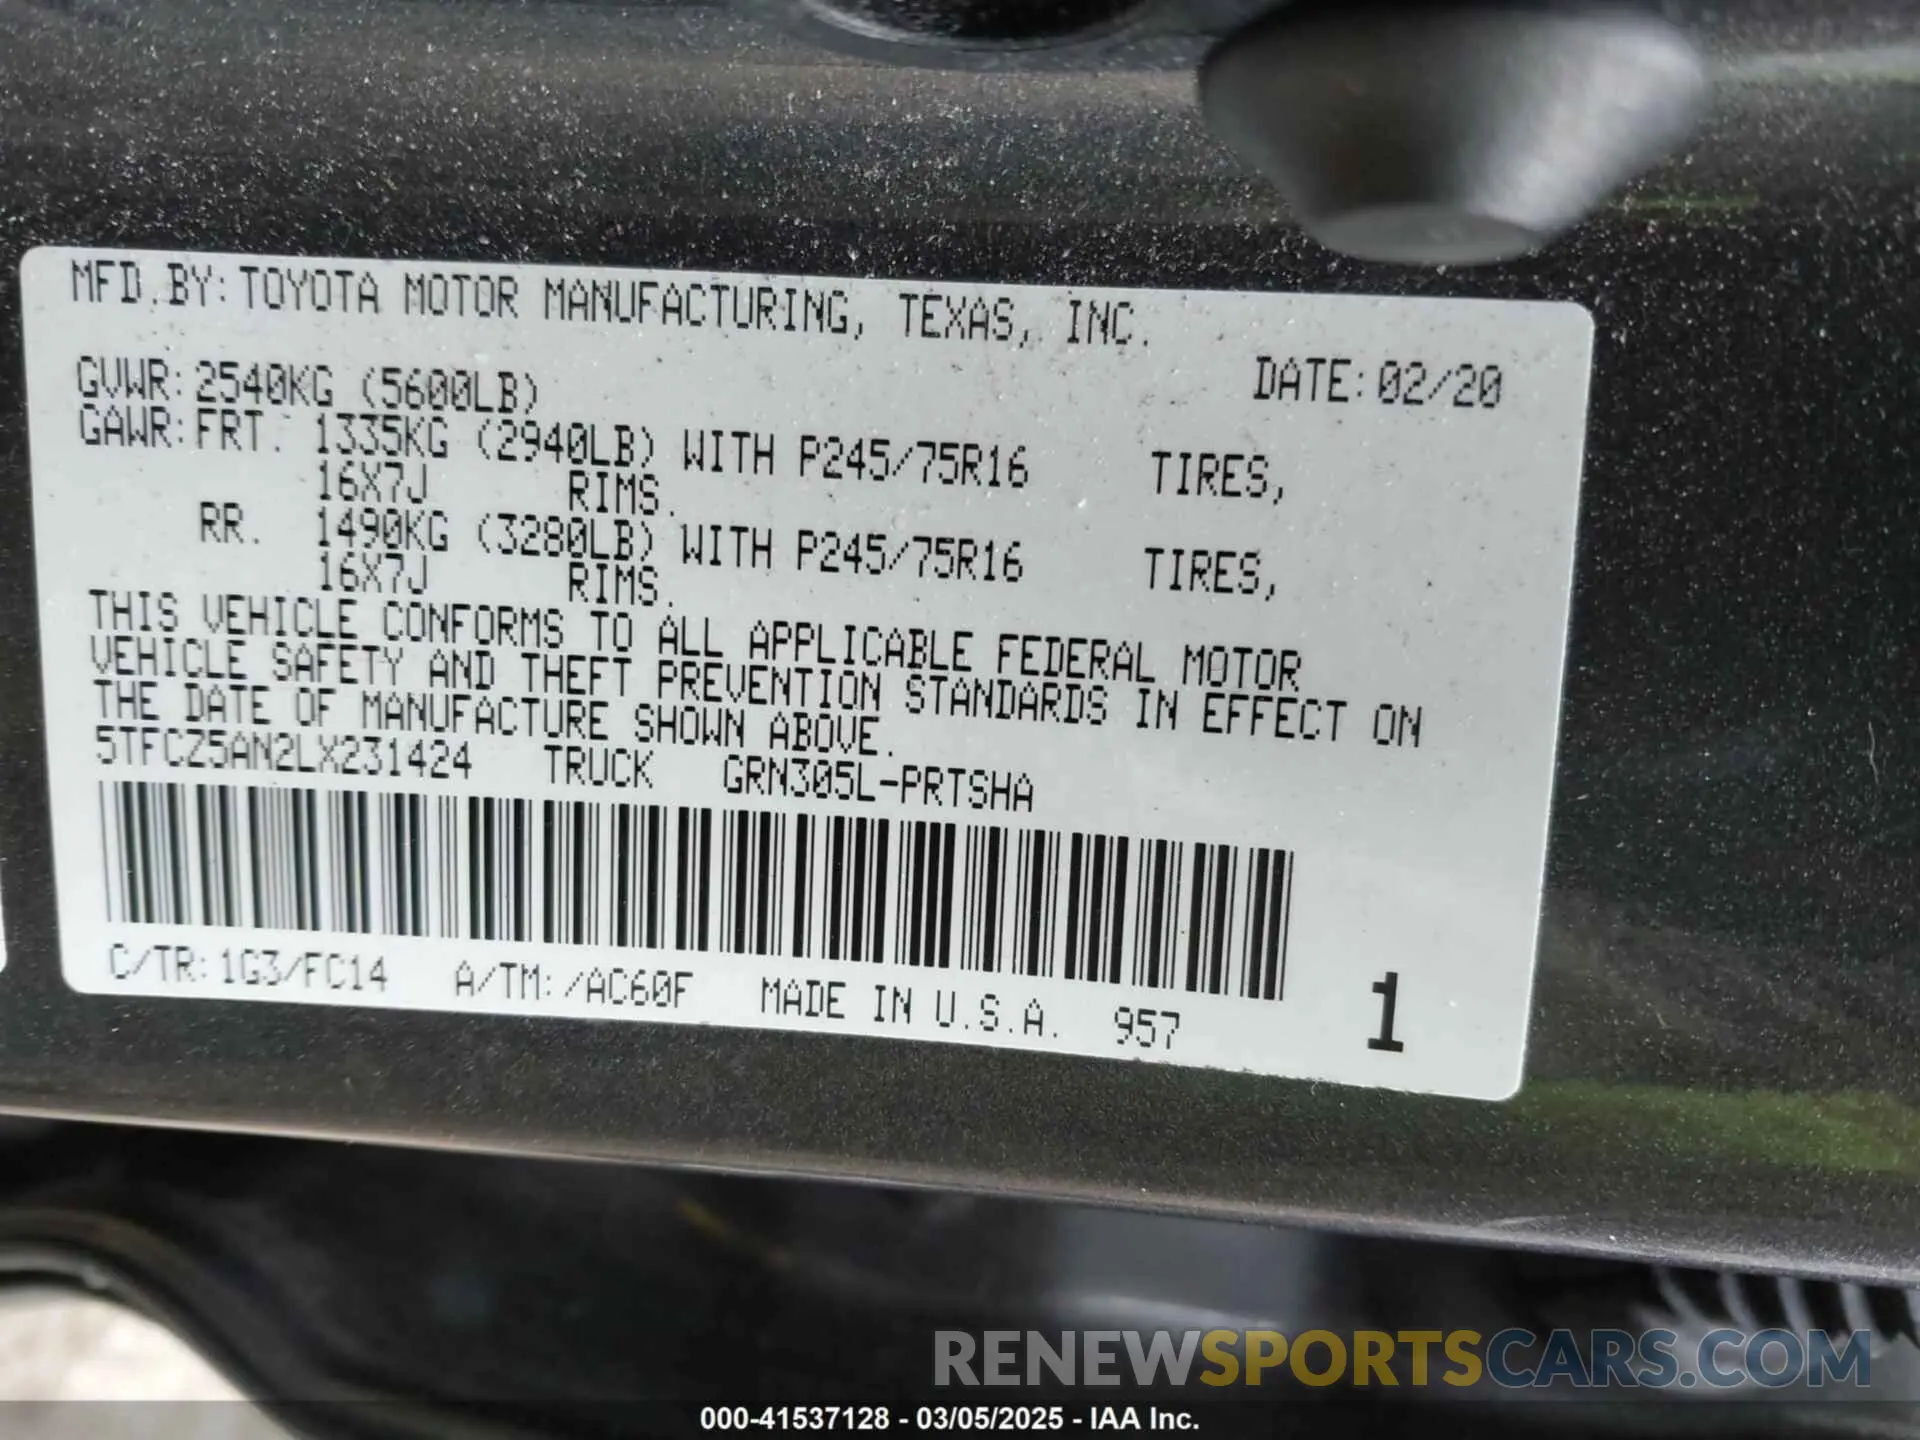 MFD.BY: TOYOTA MOTOR MANUFACTURING, TEXAS, INC.
GVWR: 2540KG (5600LB) DATE: 02/20
GAWR: FRT. 1335KG (2940LB) WITH P245/75R16 TIRES,
16X7J RIMS.
RR. 1490KG (3280LB) WITH P245/75R16 TIRES,
16X7J RIMS.
THIS VEHICLE CONFORMS TO ALL APPLICABLE FEDERAL MOTOR
VEHICLE SAFETY AND THEFT PREVENTION STANDARDS IN EFFECT ON
THE DATE OF MANUFACTURE SHOWN ABOVE.
5TFCZ5AN2LX231424 TRUCK GRN305L-PRTSHA
C/TR: 1G3/FC14 A/TM: /AC60F MADE IN U.S.A. 957 1
RENEWSPORTSCARS.COM
000-41537128 - 03/05/2025 - IAA Inc.